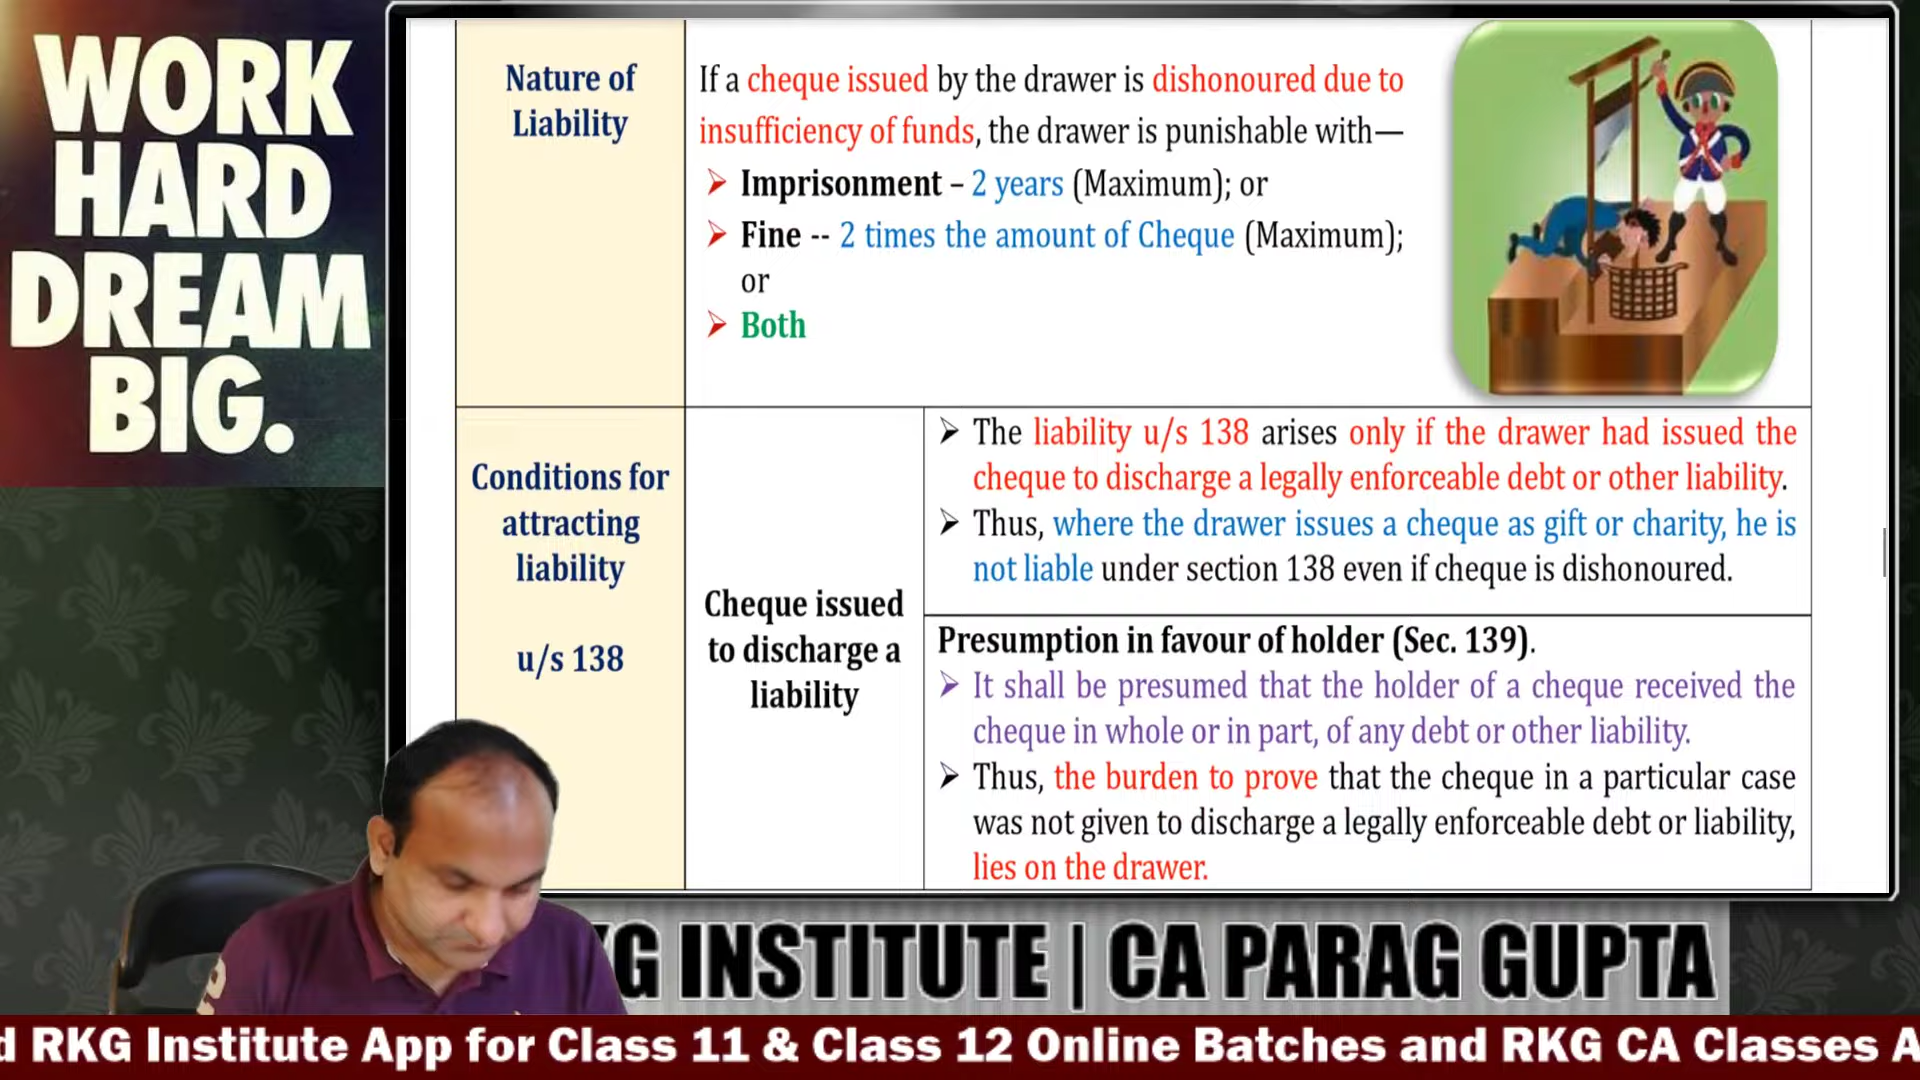 WORK
HARD
DREAM
BIG.
Nature of
Liability
If a cheque issued by the drawer is dishonoured due to
insufficiency of funds, the drawer is punishable with—
Imprisonment – 2 years (Maximum); or
Fine -- 2 times the amount of Cheque (Maximum);
or
Both
Conditions for
attracting
liability
u/s 138
Cheque issued
to discharge a
liability
The liability u/s 138 arises only if the drawer had issued the
cheque to discharge a legally enforceable debt or other liability.
Thus, where the drawer issues a cheque as gift or charity, he is
not liable under section 138 even if cheque is dishonoured.
Presumption in favour of holder (Sec. 139).
It shall be presumed that the holder of a cheque received the
cheque in whole or in part, of any debt or other liability.
Thus, the burden to prove that the cheque in a particular case
was not given to discharge a legally enforceable debt or liability,
lies on the drawer.
G INSTITUTE | CA PARAG GUPTA
d RKG Institute App for Class 11 & Class 12 Online Batches and RKG CA Classes A